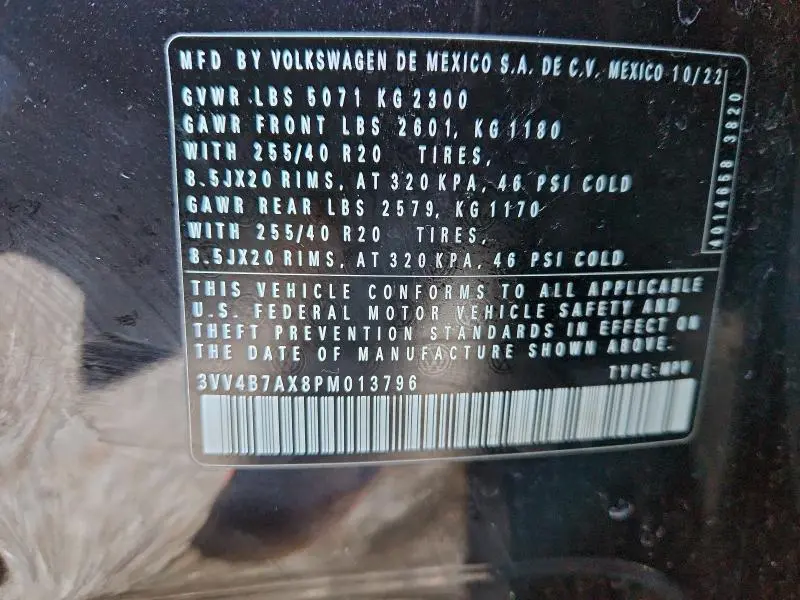 MFD BY VOLKSWAGEN DE MEXICO S.A. DE C.V. MEXICO 10/22
GVWR LBS 5071 KG 2300
GAWR FRONT LBS 2601, KG 1180
WITH 255/40 R20 TIRES,
8.5JX20 RIMS, AT 320 KPA, 46 PSI COLD
GAWR REAR LBS 2579, KG 1170
WITH 255/40 R20 TIRES,
8.5JX20 RIMS, AT 320 KPA, 46 PSI COLD
THIS VEHICLE CONFORMS TO ALL APPLICABLE
U.S. FEDERAL MOTOR VEHICLE SAFETY AND
THEFT PREVENTION STANDARDS IN EFFECT ON
THE DATE OF MANUFACTURE SHOWN ABOVE.
TYPE: MPV
3VV4B7AX8PM013796
4014658 3820